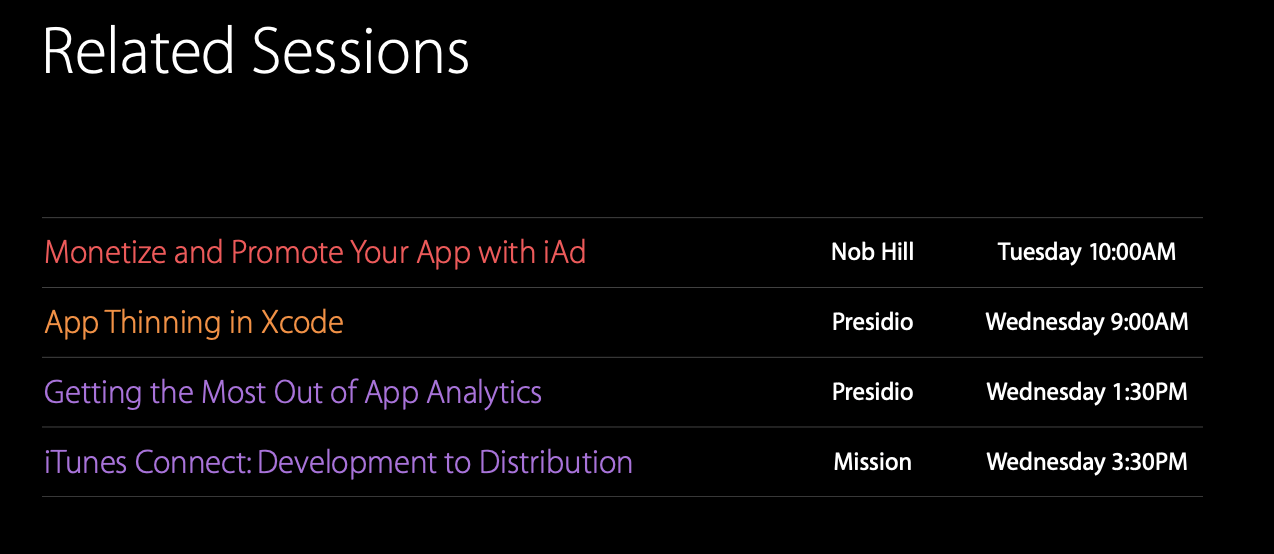 Related Sessions
Monetize and Promote Your App with iAd Nob Hill Tuesday 10:00AM
App Thinning in Xcode Presidio Wednesday 9:00AM
Getting the Most Out of App Analytics Presidio Wednesday 1:30PM
iTunes Connect: Development to Distribution Mission Wednesday 3:30PM